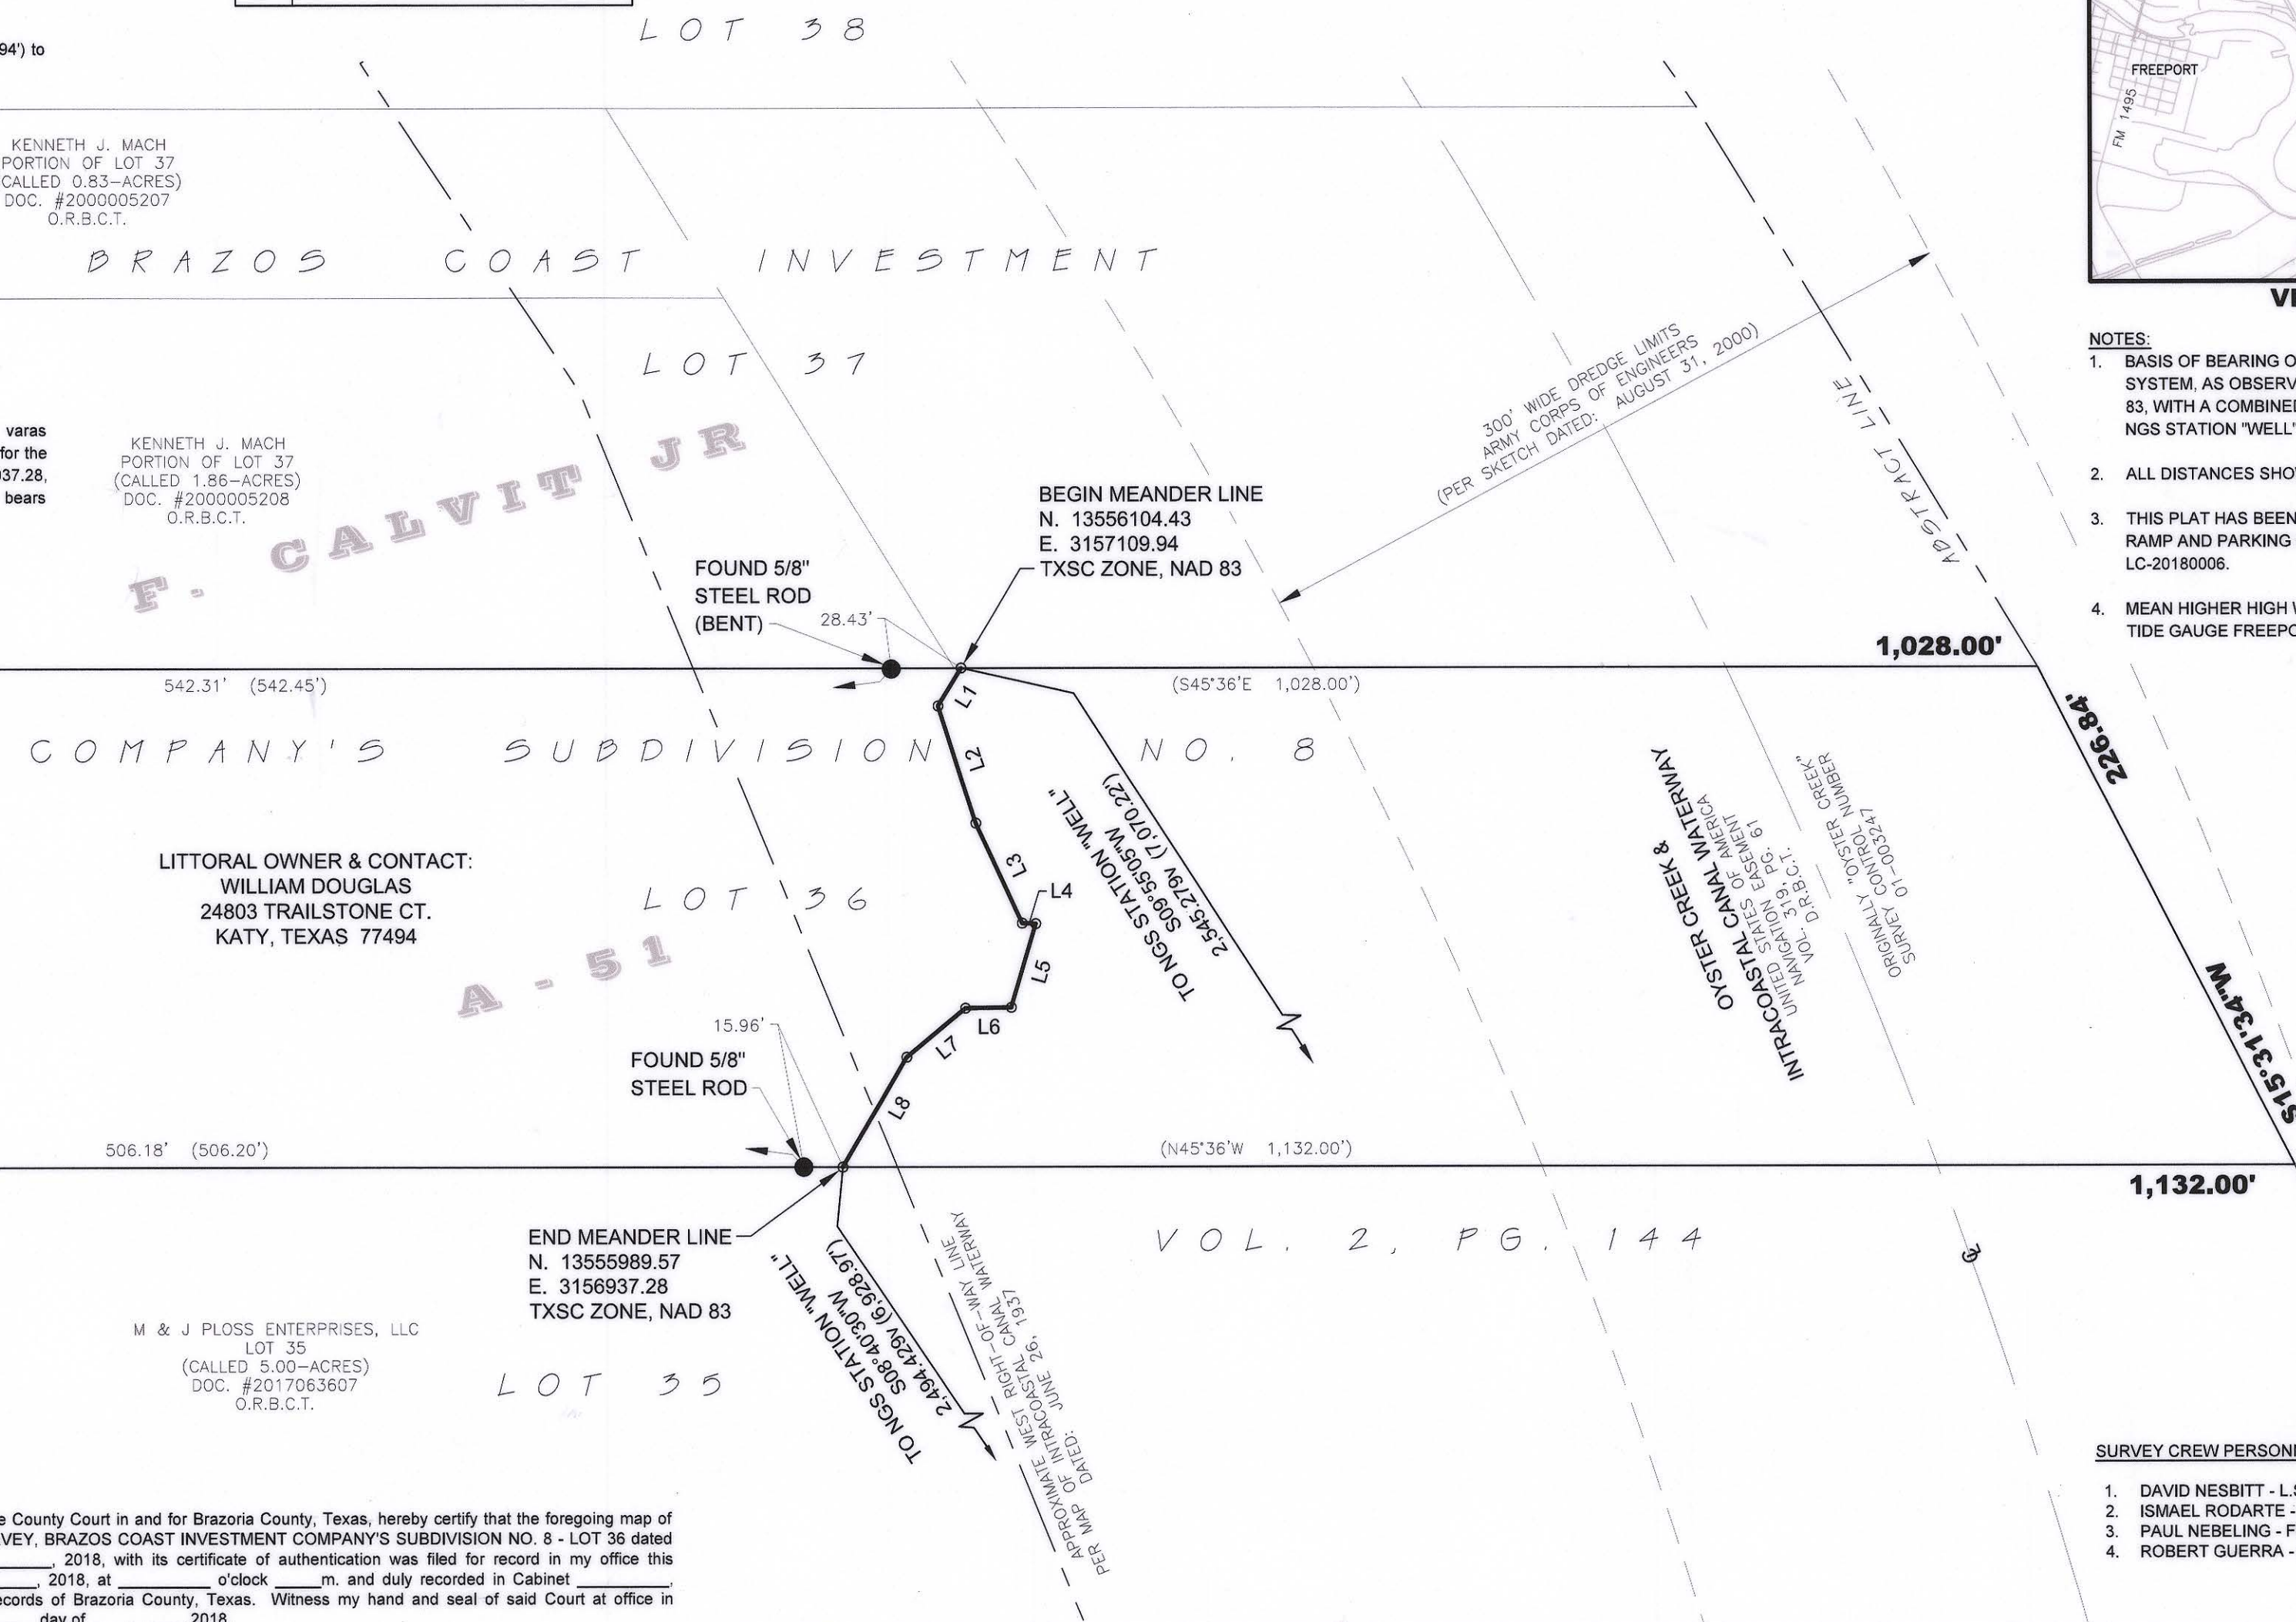 LOT 38
94') to
FREEPORT
FM 1495
KENNETH J. MACH
PORTION OF LOT 37
CALLED 0.83-ACRES)
DOC. #2000005207
O.R.B.C.T.
BRAZOS COAST INVESTMENT
LOT 37
300' WIDE DREDGE LIMITS
ARMY CORPS OF ENGINEERS
(PER SKETCH DATED: AUGUST 31, 2000)
ABSTRACT LINE
NOTES:
1. BASIS OF BEARING O
SYSTEM, AS OBSERV
83, WITH A COMBINED
NGS STATION "WELL"
2. ALL DISTANCES SHO
3. THIS PLAT HAS BEEN
RAMP AND PARKING
LC-20180006.
4. MEAN HIGHER HIGH
TIDE GAUGE FREEPO
varas
for the
37.28,
bears
KENNETH J. MACH
PORTION OF LOT 37
(CALLED 1.86-ACRES)
DOC. #2000005208
O.R.B.C.T.
F. CALVIT JR
BEGIN MEANDER LINE
N. 13556104.43
E. 3157109.94
TXSC ZONE, NAD 83
FOUND 5/8"
STEEL ROD
(BENT)
28.43'
1,028.00'
542.31' (542.45')
(S45°36'E 1,028.00')
L1
L2
L3
L4
L5
L6
L7
L8
226.84'
S15°31'34"W
COMPANY'S SUBDIVISION NO. 8
TO NGS STATION "WELL"
S09°55'05"W
2,545.279v (7,070.22')
OYSTER CREEK &
INTRACOASTAL CANAL WATERWAY
UNITED STATES OF AMERICA
NAVIGATION EASEMENT
VOL. 319, PG. 61
D.R.B.C.T.
ORIGINALLY "OYSTER CREEK"
SURVEY CONTROL NUMBER
01-003247
LITTORAL OWNER & CONTACT:
WILLIAM DOUGLAS
24803 TRAILSTONE CT.
KATY, TEXAS 77494
LOT 36
A-51
15.96'
FOUND 5/8"
STEEL ROD
506.18' (506.20')
(N45°36'W 1,132.00')
1,132.00'
END MEANDER LINE
N. 13555989.57
E. 3156937.28
TXSC ZONE, NAD 83
TO NGS STATION "WELL"
S08°40'30"W
2,494.429v (6,928.97')
APPROXIMATE WEST RIGHT-OF-WAY LINE
PER MAP OF INTRACOASTAL CANAL WATERWAY
DATED: JUNE 26, 1937
VOL. 2, PG. 144
M & J PLOSS ENTERPRISES, LLC
LOT 35
(CALLED 5.00-ACRES)
DOC. #2017063607
O.R.B.C.T.
LOT 35
SURVEY CREW PERSON
1. DAVID NESBITT - L.S
2. ISMAEL RODARTE -
3. PAUL NEBELING - F
4. ROBERT GUERRA -
e County Court in and for Brazoria County, Texas, hereby certify that the foregoing map of
VEY, BRAZOS COAST INVESTMENT COMPANY'S SUBDIVISION NO. 8 - LOT 36 dated
______, 2018, with its certificate of authentication was filed for record in my office this
_____, 2018, at __________ o'clock _____m. and duly recorded in Cabinet __________,
ecords of Brazoria County, Texas. Witness my hand and seal of said Court at office in
day of __________, 2018